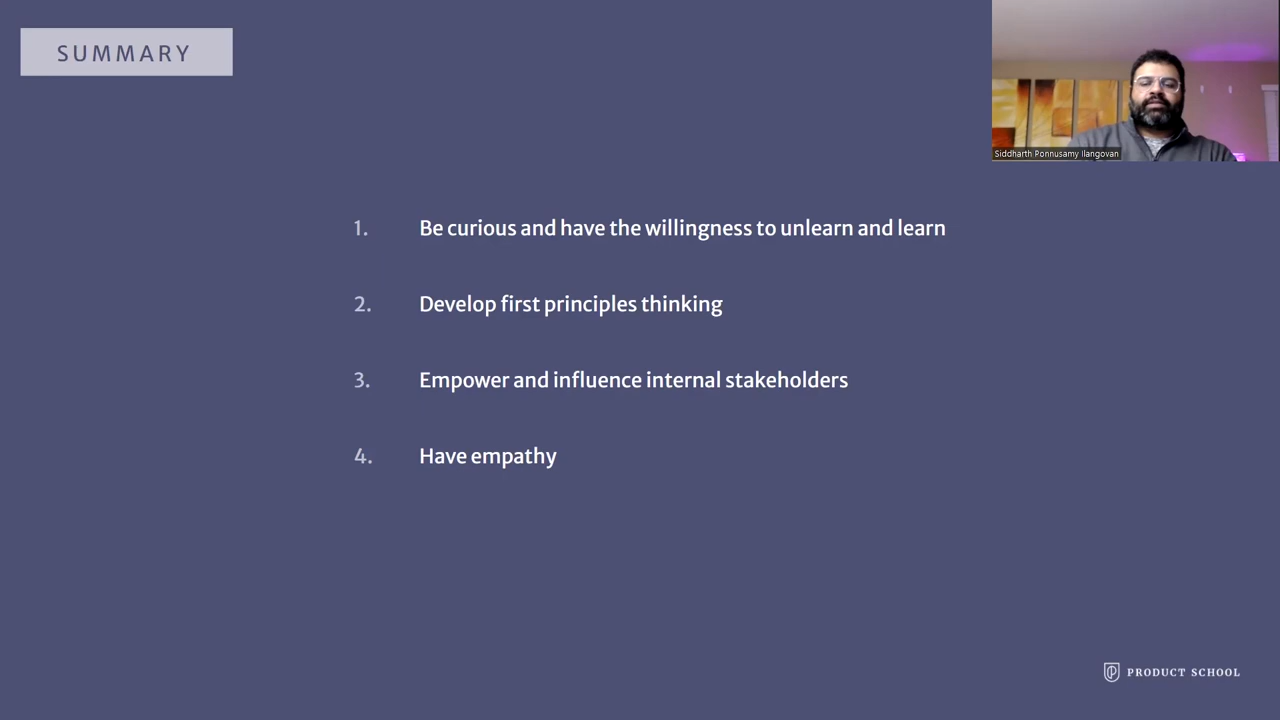 SUMMARY
Siddharth Ponnusamy Ilangovan
1. Be curious and have the willingness to unlearn and learn
2. Develop first principles thinking
3. Empower and influence internal stakeholders
4. Have empathy
PRODUCT SCHOOL